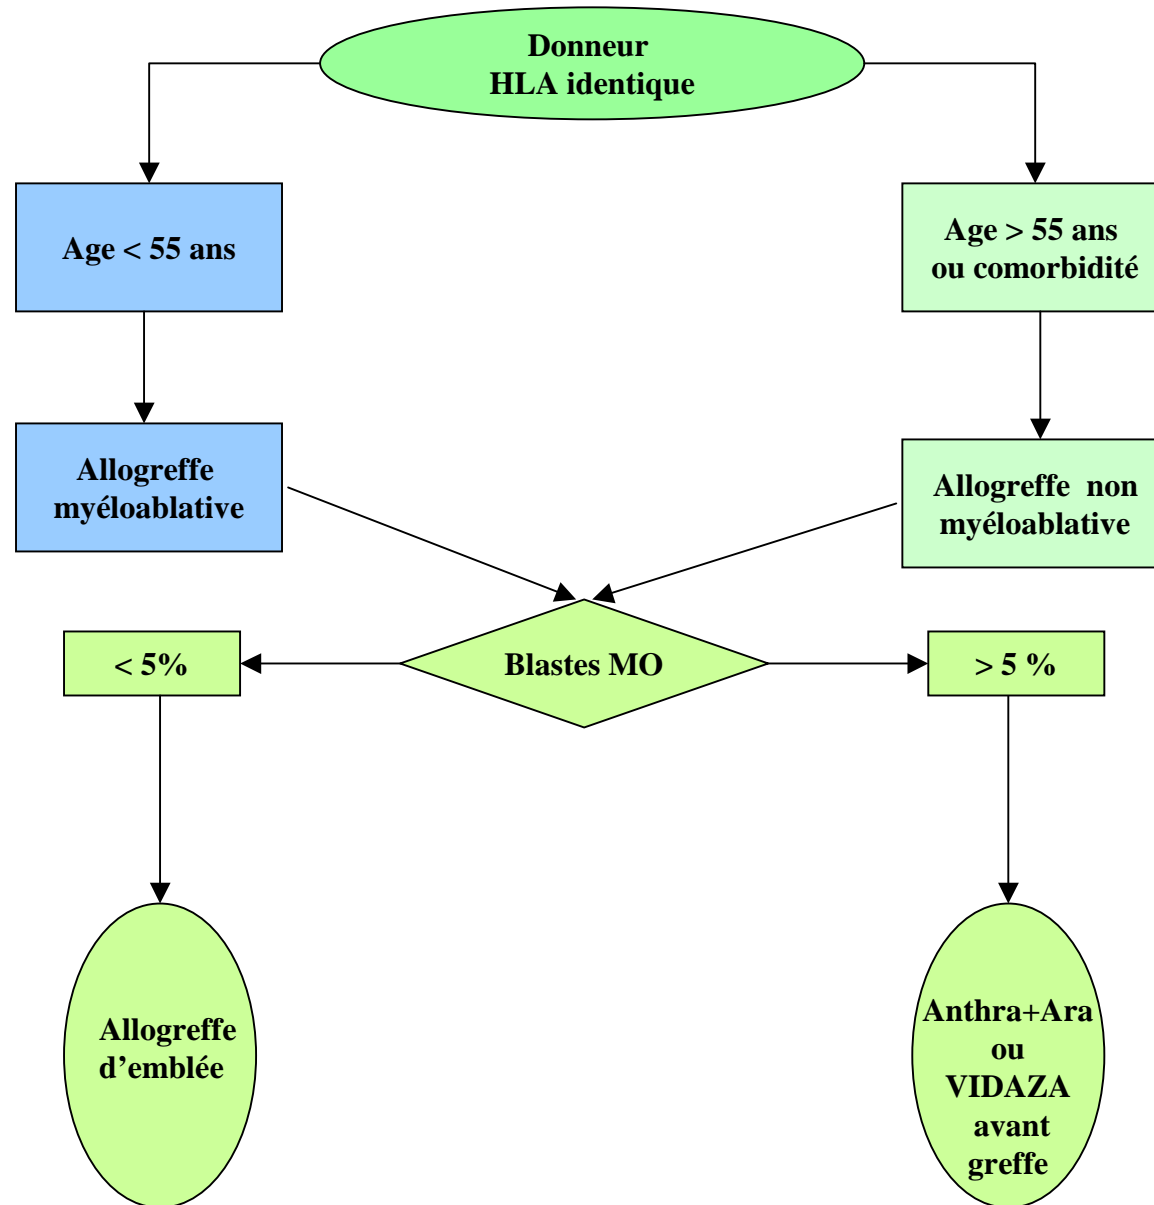 Donneur
HLA identique
Age < 55 ans
Age > 55 ans
ou comorbidité
Allogreffe
myéloablative
Allogreffe non
myéloablative
< 5%
Blastes MO
> 5 %
Allogreffe
d’emblée
Anthra+Ara
ou
VIDAZA
avant
greffe